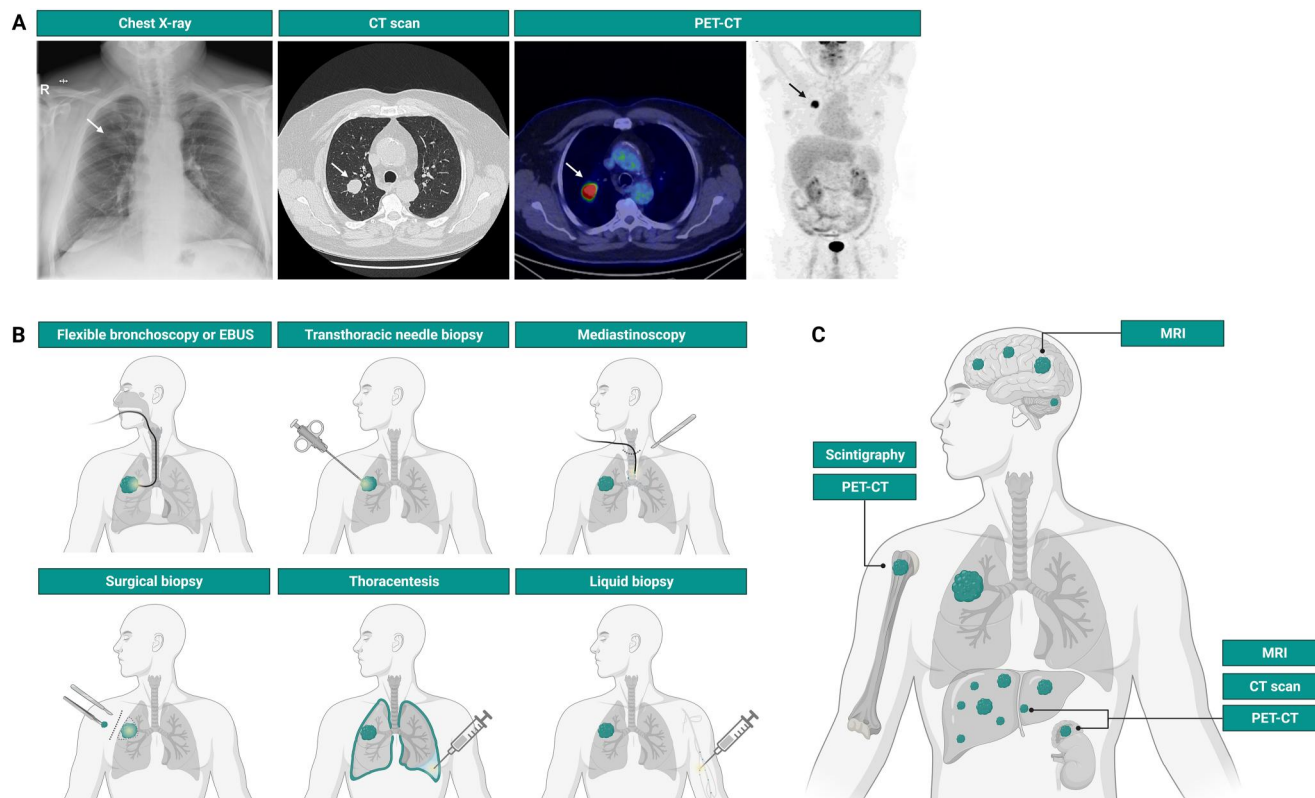 A
Chest X-ray
CT scan
PET-CT
R
B
Flexible bronchoscopy or EBUS
Transthoracic needle biopsy
Mediastinoscopy
Surgical biopsy
Thoracentesis
Liquid biopsy
C
MRI
Scintigraphy
PET-CT
MRI
CT scan
PET-CT